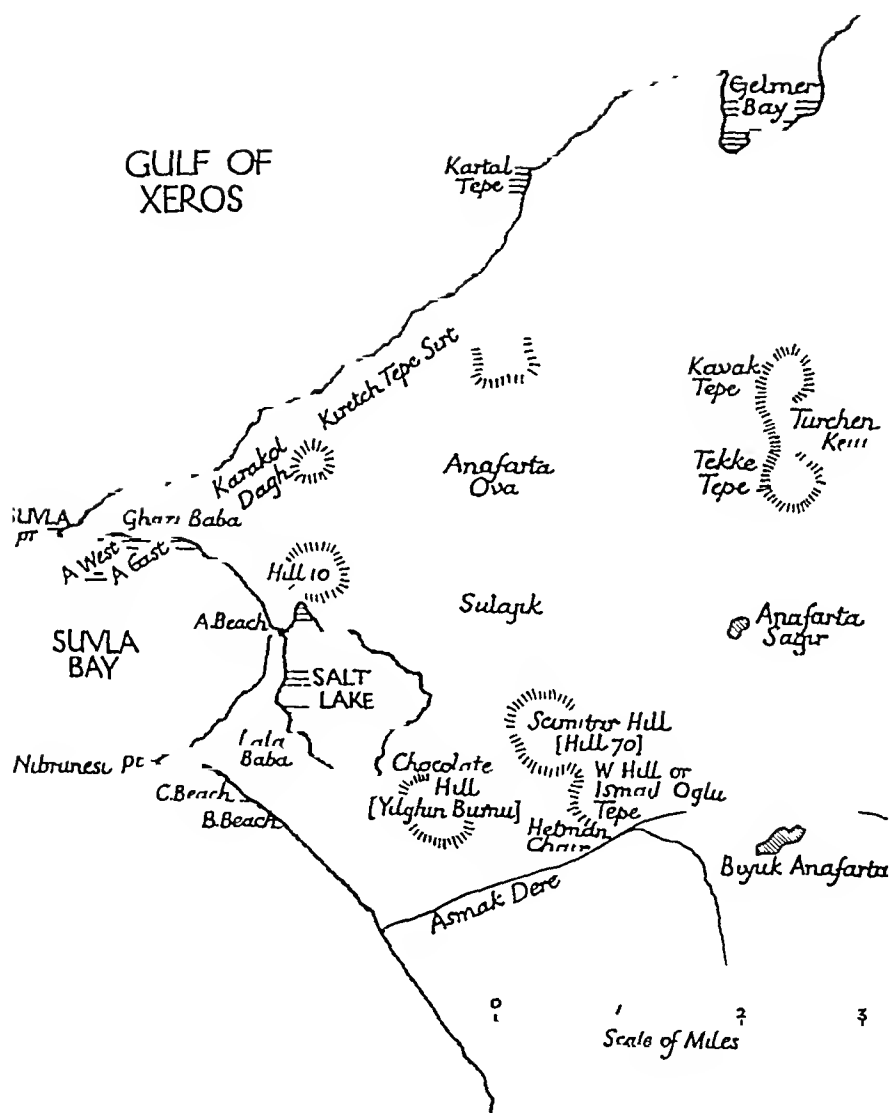 Gelmer
Bay
GULF OF
XEROS
Kartal
Tepe
Kiretch Tepe Sirt
Kavak
Tepe
Turchen
Karakol
Dagh
Anafarta
Ova
Tekke
Tepe
SUVLA
pt
Ghazi Baba
A West
A East
Hill 10
Sulajik
A.Beach
Anafarta
Sagir
SUVLA
BAY
SALT
LAKE
Scimitar Hill
[Hill 70]
Lala
Baba
Nibrunesi Pt
Chocolate
Hill
[Yilghin Burnu]
W Hill or
Ismail Oglu
Tepe
C.Beach
B.Beach
Hetman
Chair
Biyuk Anafarta
Asmak Dere
0 1 2 3
Scale of Miles